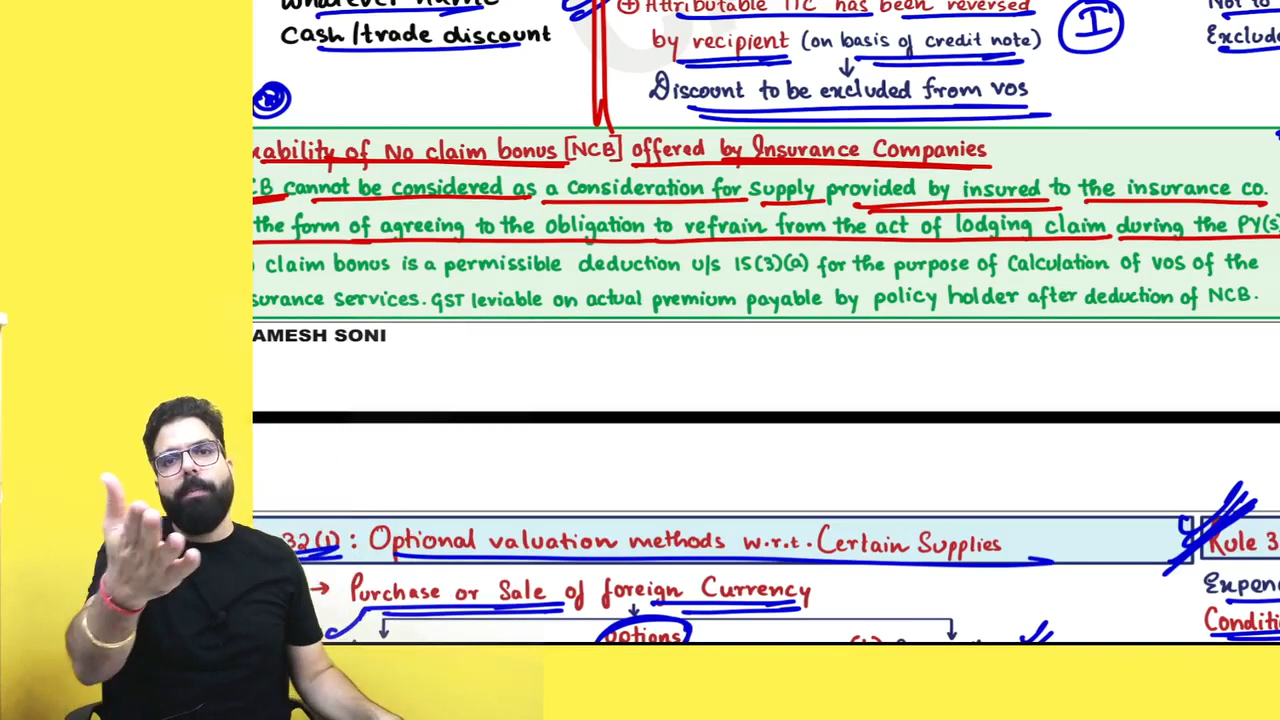 Cash/trade discount
⊕ Attributable ITC has been reversed
by recipient (on basis of credit note)
↓
Discount to be excluded from VOS
I
Not to
Exclude
xability of No claim bonus [NCB] offered by Insurance Companies
CB cannot be considered as a consideration for supply provided by insured to the insurance co.
the form of agreeing to the obligation to refrain from the act of lodging claim during the PY(s
claim bonus is a permissible deduction u/s 15(3)(a) for the purpose of calculation of VOS of the
surance services. GST leviable on actual premium payable by policy holder after deduction of NCB.
AMESH SONI
32(1) : Optional valuation methods w.r.t. Certain Supplies
→ Purchase or Sale of foreign Currency
Options
Rule 3
Expen
Conditi